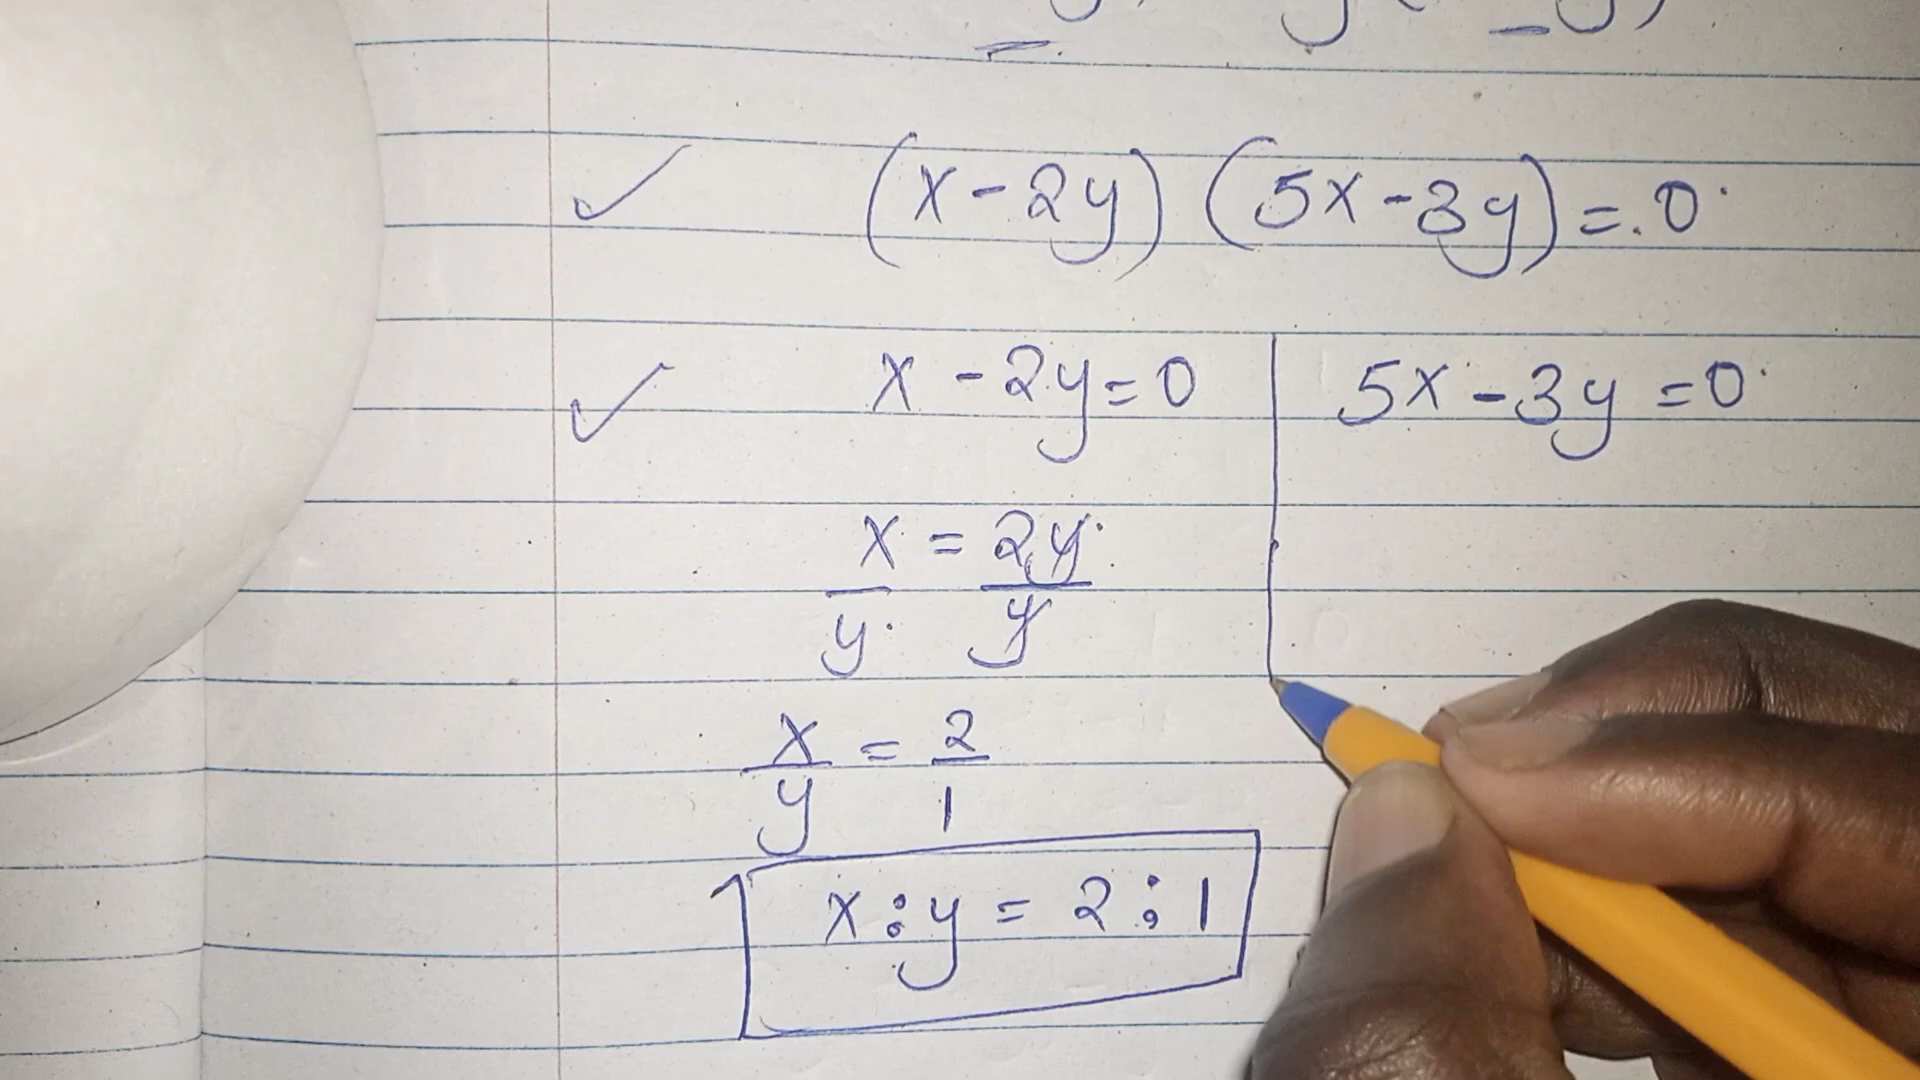 (x - 2y) (5x - 3y) = 0
x - 2y = 0 | 5x - 3y = 0
x/y = 2y/y
x/y = 2/1
x : y = 2 : 1